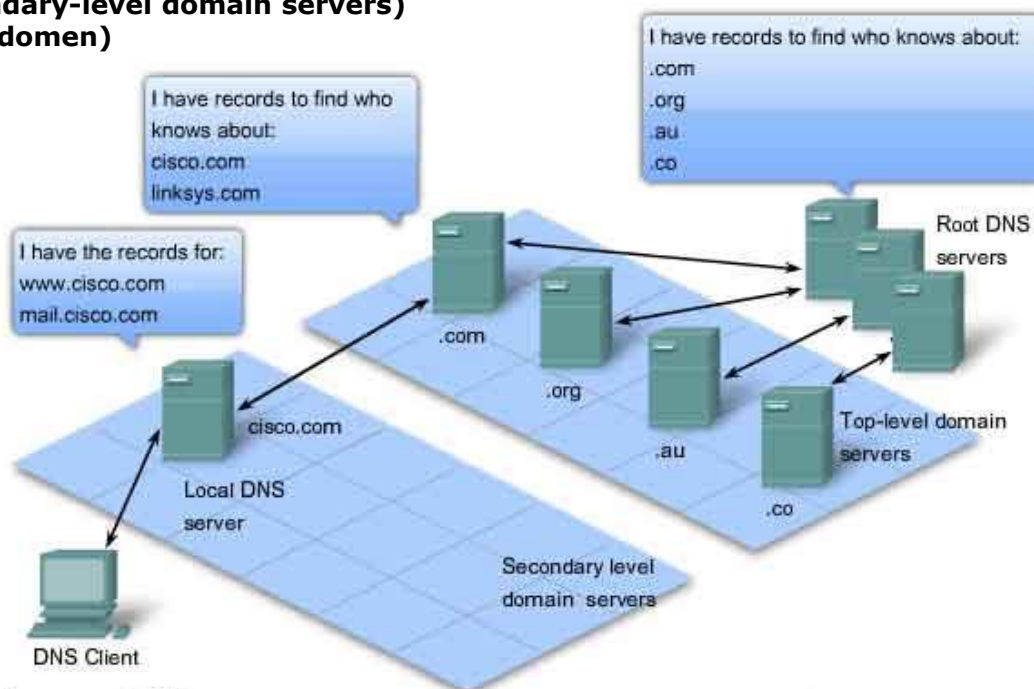 dary-level domain servers)
domen)
I have records to find who knows about:
.com
.org
.au
.co
I have records to find who
knows about:
cisco.com
linksys.com
I have the records for:
www.cisco.com
mail.cisco.com
Root DNS
servers
.com
.org
.au
.co
Top-level domain
servers
cisco.com
Local DNS
server
Secondary level
domain servers
DNS Client